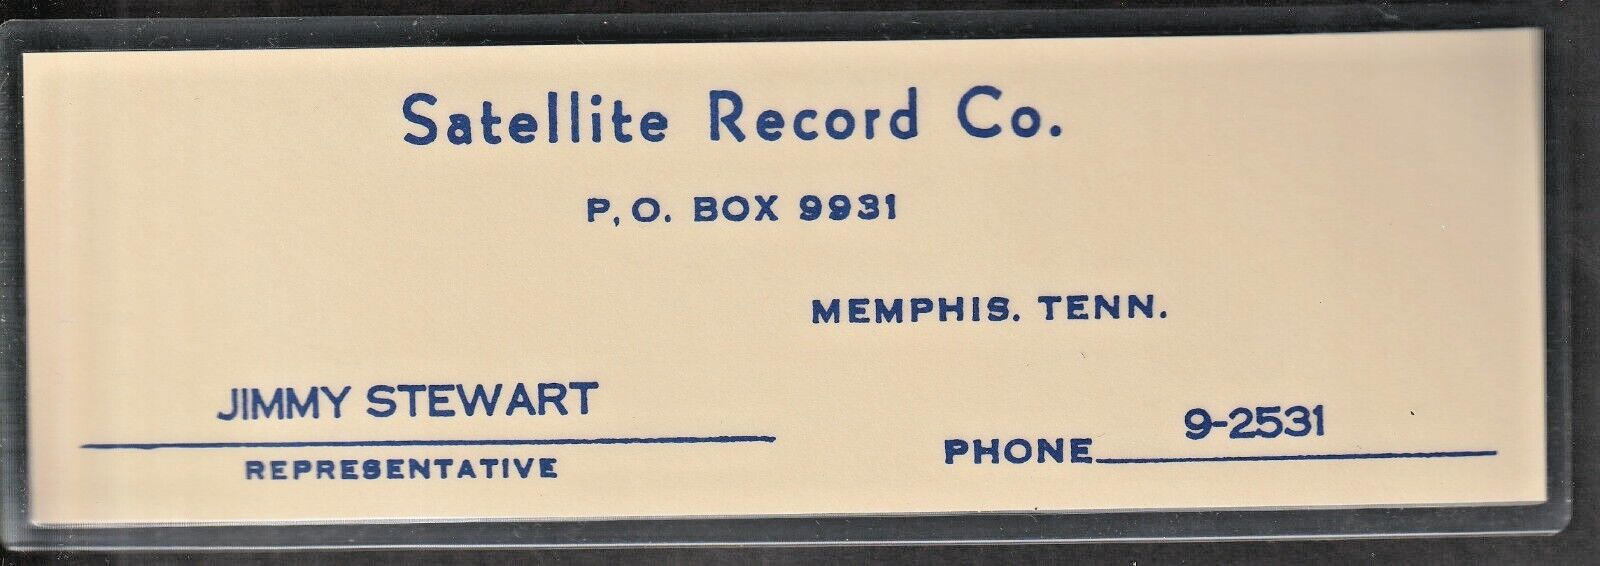 Satellite Record Co.
P,O. BOX 9931
MEMPHIS. TENN.
JIMMY STEWART
REPRESENTATIVE
PHONE 9-2531